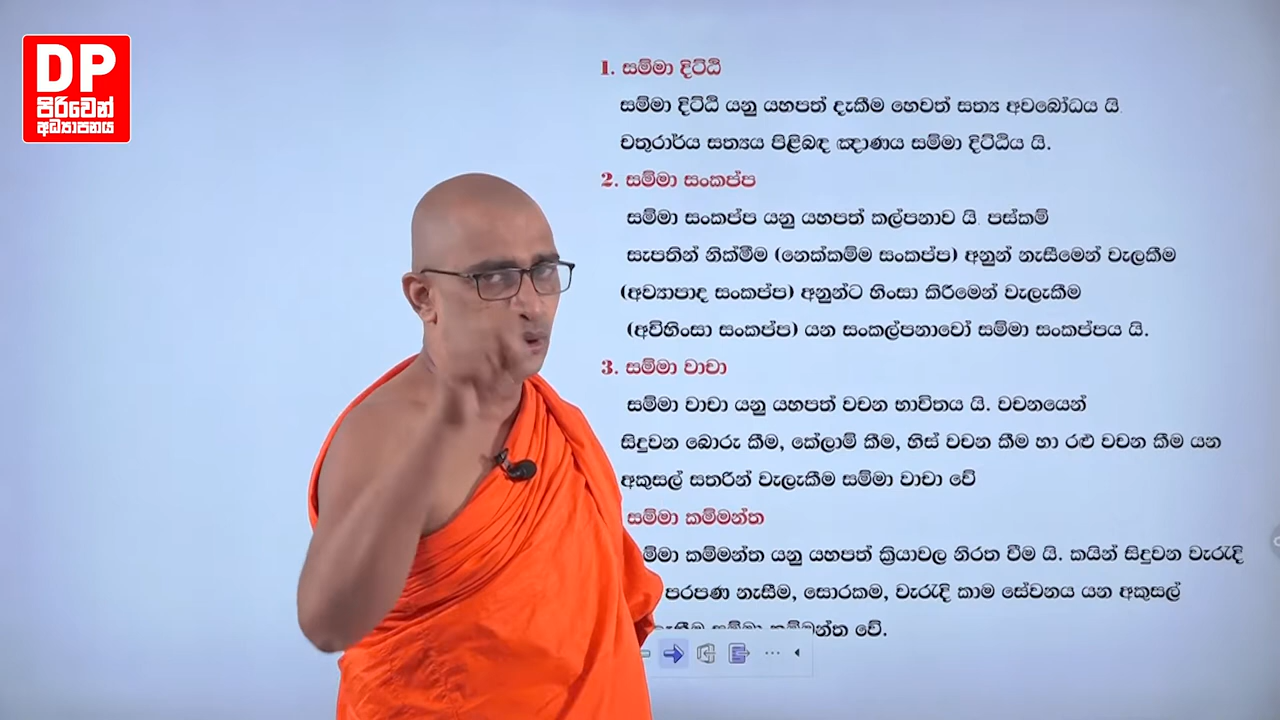 DP
පිරිවෙන්
අධ්‍යාපනය
1. සම්මා දිට්ඨි
සම්මා දිට්ඨි යනු යහපත් දැකීම හෙවත් සත්‍ය අවබෝධය යි.
චතුරාර්ය සත්‍යය පිළිබඳ ඤාණය සම්මා දිට්ඨිය යි.
2. සම්මා සංකප්ප
සම්මා සංකප්ප යනු යහපත් කල්පනාව යි. පස්කම්
සැපතින් නික්මීම (නෙක්කම්ම සංකප්ප) අනුන් නැසීමෙන් වැලකීම
(අව්‍යාපාද සංකප්ප) අනුන්ට හිංසා කිරීමෙන් වැලැකීම
(අවිහිංසා සංකප්ප) යන සංකල්පනාවෝ සම්මා සංකප්පය යි.
3. සම්මා වාචා
සම්මා වාචා යනු යහපත් වචන භාවිතය යි. වචනයෙන්
සිදුවන බොරු කීම, කේලාම් කීම, හිස් වචන කීම හා රළු වචන කීම යන
අකුසල් සතරින් වැලැකීම සම්මා වාචා වේ
සම්මා කම්මන්ත
ම්මා කම්මන්ත යනු යහපත් ක්‍රියාවල නිරත වීම යි. කයින් සිදුවන වැරැදි
පරපණ නැසීම, සොරකම, වැරැදි කාම සේවනය යන අකුසල්
සම්මා කම්මන්ත වේ.